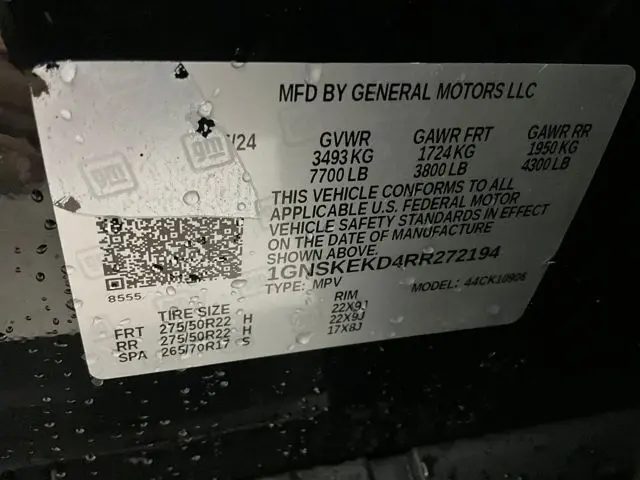 MFD BY GENERAL MOTORS LLC
/24
GVWR GAWR FRT GAWR RR
3493 KG 1724 KG 1950 KG
7700 LB 3800 LB 4300 LB
THIS VEHICLE CONFORMS TO ALL
APPLICABLE U.S. FEDERAL MOTOR
VEHICLE SAFETY STANDARDS IN EFFECT
ON THE DATE OF MANUFACTURE
SHOWN ABOVE.
1GNSKEKD4RR272194
TYPE: MPV MODEL: 44CK10906
8555
TIRE SIZE RIM
FRT 275/50R22 H 22X9J
RR 275/50R22 H 22X9J
SPA 265/70R17 S 17X8J
gm
gm